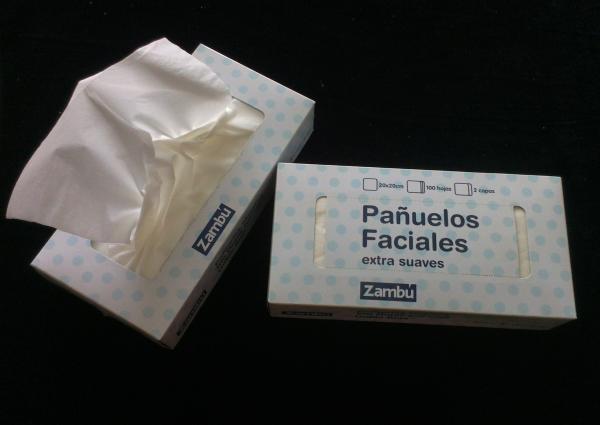 Zambú
20x20cm 100 hojas 2 capas
Pañuelos
Faciales
extra suaves
Zambú